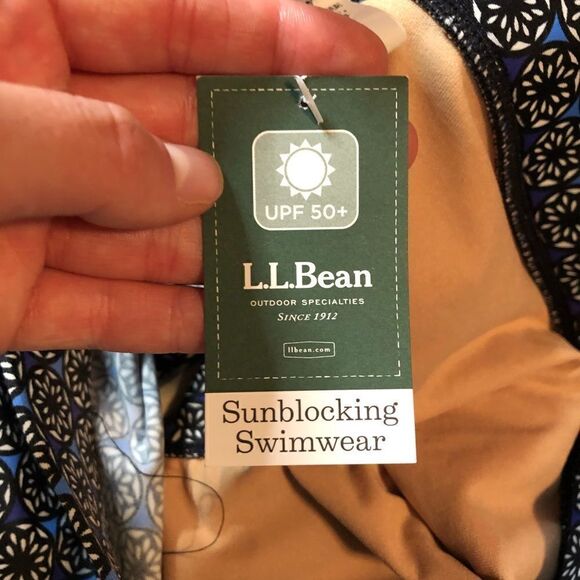 UPF 50+
L.L.Bean
OUTDOOR SPECIALTIES
SINCE 1912
llbean.com
Sunblocking
Swimwear